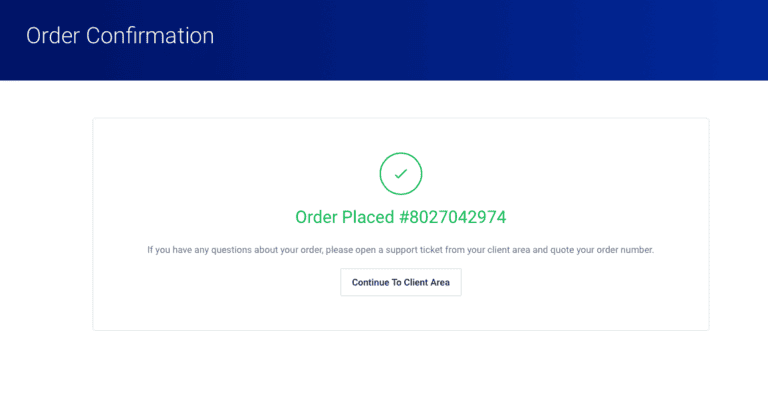 Order Confirmation
Order Placed #8027042974
If you have any questions about your order, please open a support ticket from your client area and quote your order number.
Continue To Client Area